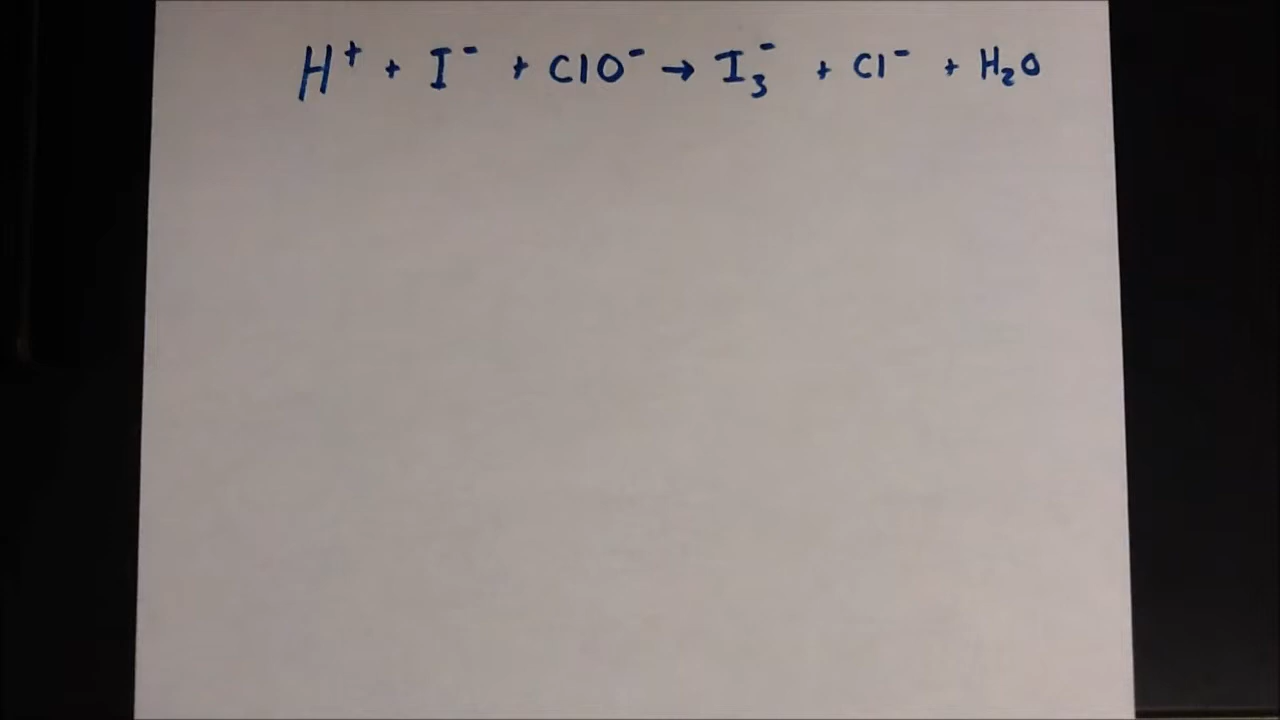 H⁺ + I⁻ + ClO⁻ → I₃⁻ + Cl⁻ + H₂O